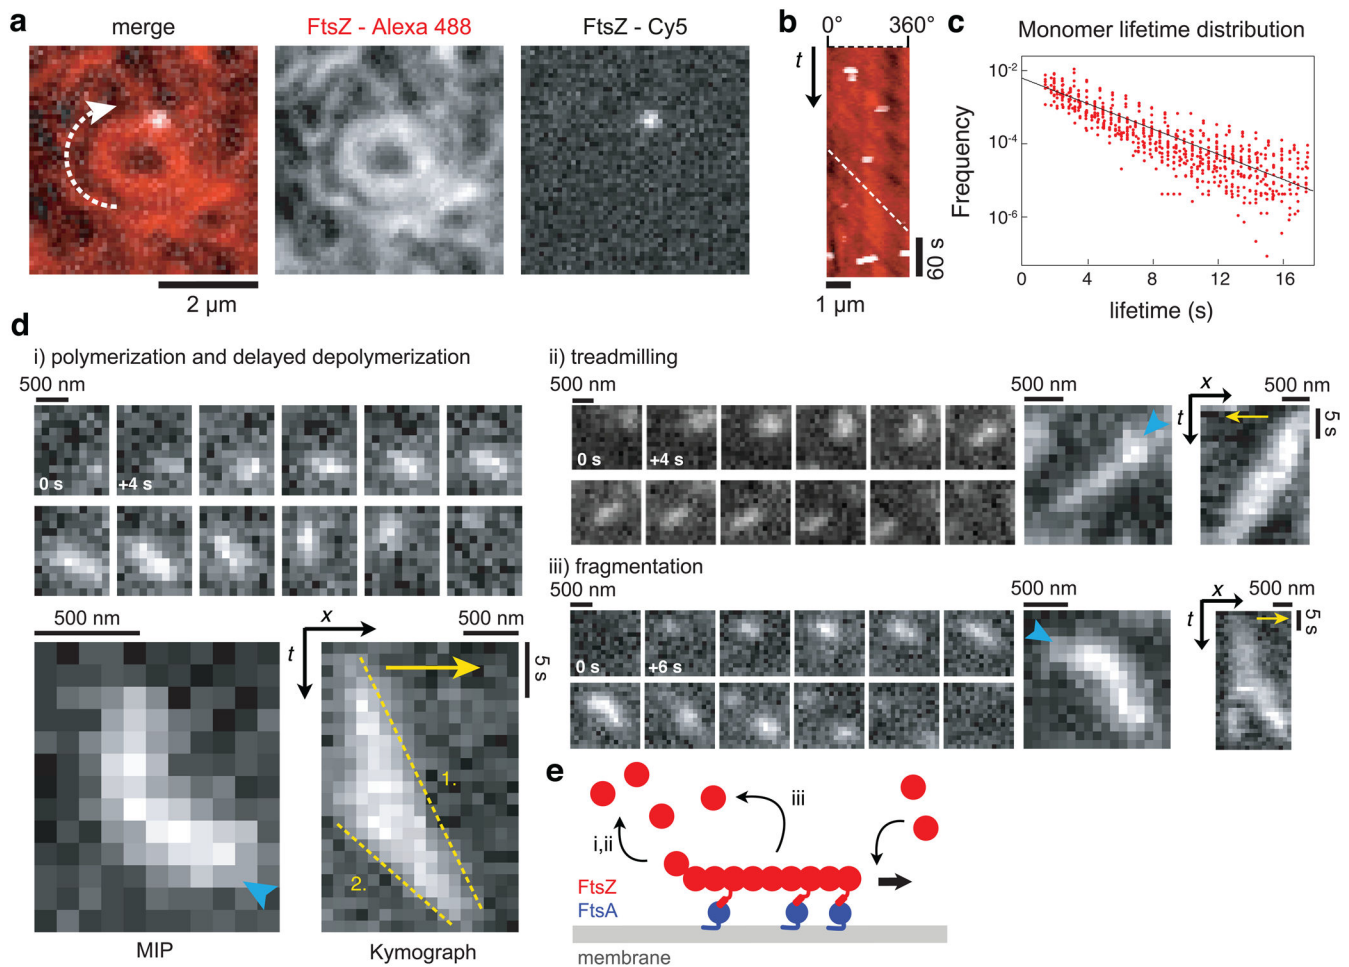 a
merge
FtsZ - Alexa 488
FtsZ - Cy5
2 µm
b
0°
360°
t
60 s
1 µm
c
Monomer lifetime distribution
Frequency
10-2
10-4
10-6
0
4
8
12
16
lifetime (s)
d
i) polymerization and delayed depolymerization
500 nm
0 s
+4 s
500 nm
MIP
x
t
500 nm
5 s
1.
2.
Kymograph
ii) treadmilling
500 nm
0 s
+4 s
500 nm
x
t
500 nm
5 s
iii) fragmentation
500 nm
0 s
+6 s
500 nm
x
t
500 nm
5 s
e
i,ii
iii
FtsZ
FtsA
membrane